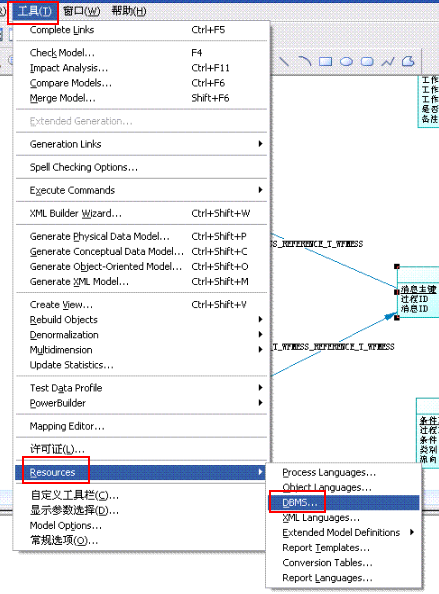 工具(T) 窗口(W) 帮助(H)
Complete Links Ctrl+F5
Check Model... F4
Impact Analysis... Ctrl+F11
Compare Models... Ctrl+F6
Merge Model... Shift+F6
Extended Generation...
Generation Links
Spell Checking Options...
Execute Commands
XML Builder Wizard... Ctrl+Shift+W
Generate Physical Data Model... Ctrl+Shift+P
Generate Conceptual Data Model... Ctrl+Shift+C
Generate Object-Oriented Model... Ctrl+Shift+O
Generate XML Model... Ctrl+Shift+M
Create View... Ctrl+Shift+V
Rebuild Objects
Denormalization
Multidimension
Update Statistics...
Test Data Profile
PowerBuilder
Mapping Editor...
许可证(L)...
Resources
自定义工具栏(C)...
显示参数选择(D)...
Model Options...
常规选项(O)...
Process Languages...
Object Languages...
DBMS...
XML Languages...
Extended Model Definitions
Report Templates...
Conversion Tables...
Report Languages...
工作
工作
工作
是否
备注
SS_REFERENCE_T_WFMESS
消息主键
过程ID
消息ID
T_WFMESS_REFERENCE_T_WFMESS
条件
过程
条件
类别